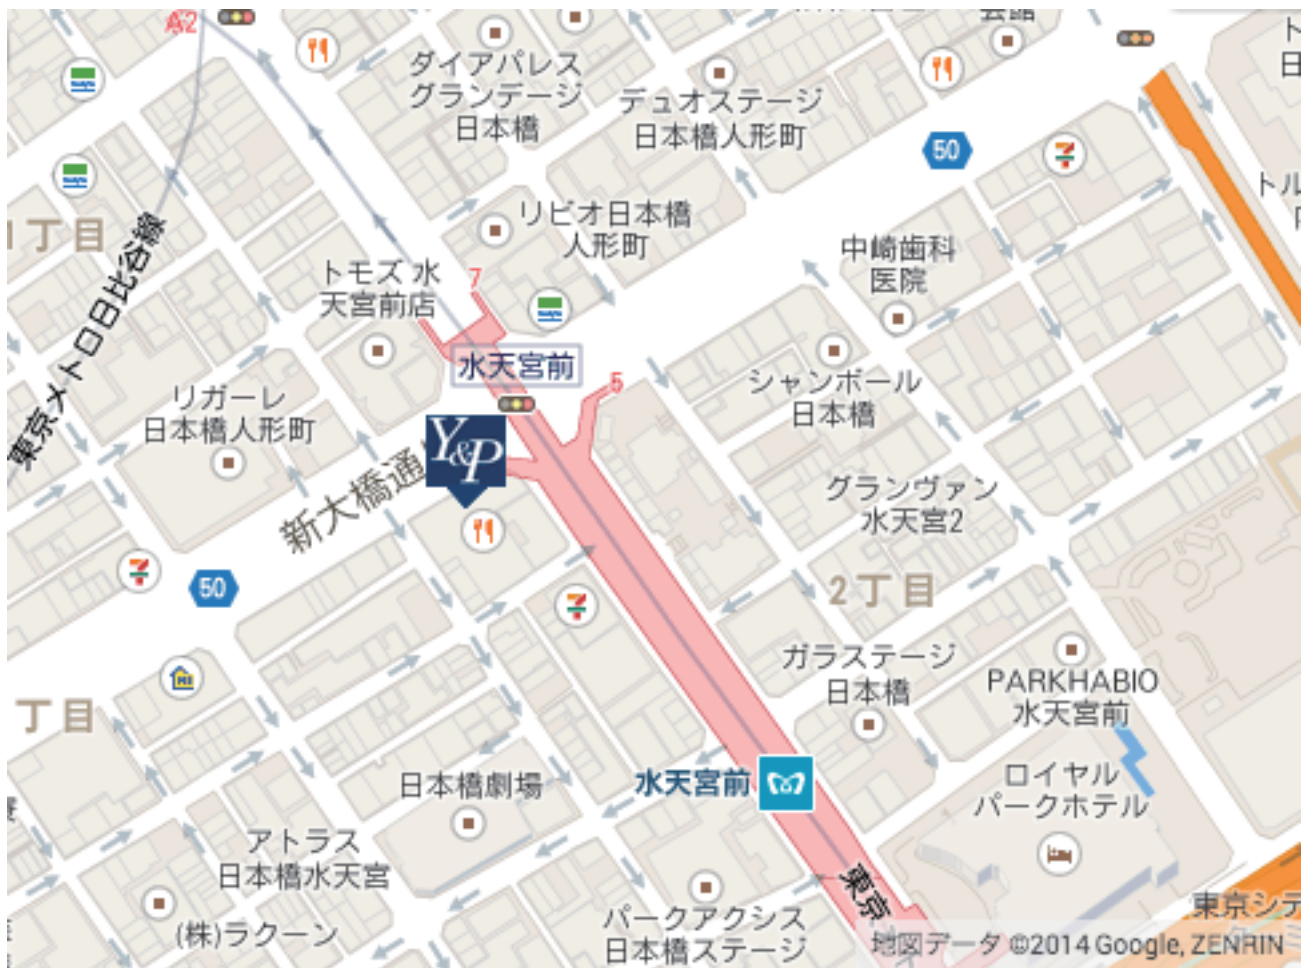 A2
ダイアパレス
グランデージ
日本橋
会館
デュオステージ
日本橋人形町
50
1丁目
東京メトロ日比谷線
リビオ日本橋
人形町
中崎歯科
医院
トモズ 水
天宮前店
7
水天宮前
5
シャンボール
日本橋
リガーレ
日本橋人形町
Y&P
新大橋通
グランヴァン
水天宮2
50
2丁目
ガラステージ
日本橋
PARKHABIO
水天宮前
丁目
日本橋劇場
水天宮前
ロイヤル
パークホテル
アトラス
日本橋水天宮
(株)ラクーン
パークアクシス
日本橋ステージ
東京
東京シテ
地図データ ©2014 Google, ZENRIN